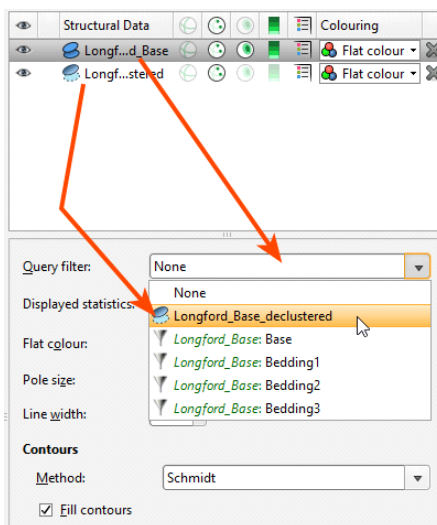 Structural Data Colouring
Longf...d_Base Flat colour
Longf...stered Flat colour
Query filter: None
None
Displayed statistics:
Longford_Base_declustered
Flat colour:
Longford_Base: Base
Longford_Base: Bedding1
Pole size:
Longford_Base: Bedding2
Line width:
Longford_Base: Bedding3
Contours
Method: Schmidt
Fill contours